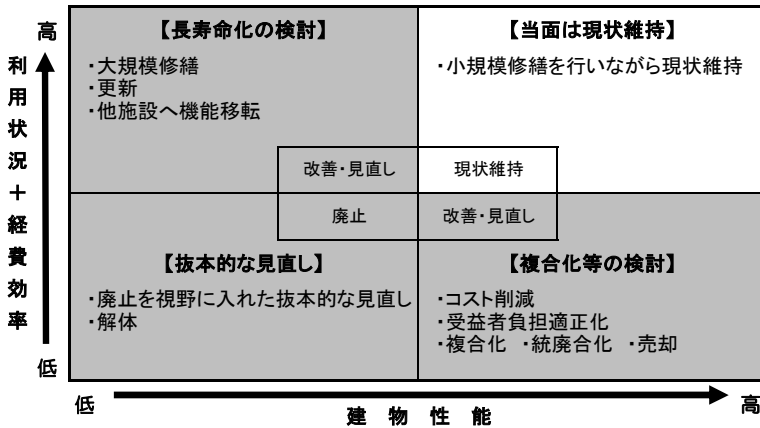 高
利用状況＋経費効率
低
【長寿命化の検討】
・大規模修繕
・更新
・他施設へ機能移転
【当面は現状維持】
・小規模修繕を行いながら現状維持
改善・見直し
現状維持
廃止
改善・見直し
【抜本的な見直し】
・廃止を視野に入れた抜本的な見直し
・解体
【複合化等の検討】
・コスト削減
・受益者負担適正化
・複合化 ・統廃合化 ・売却
低
建物性能
高